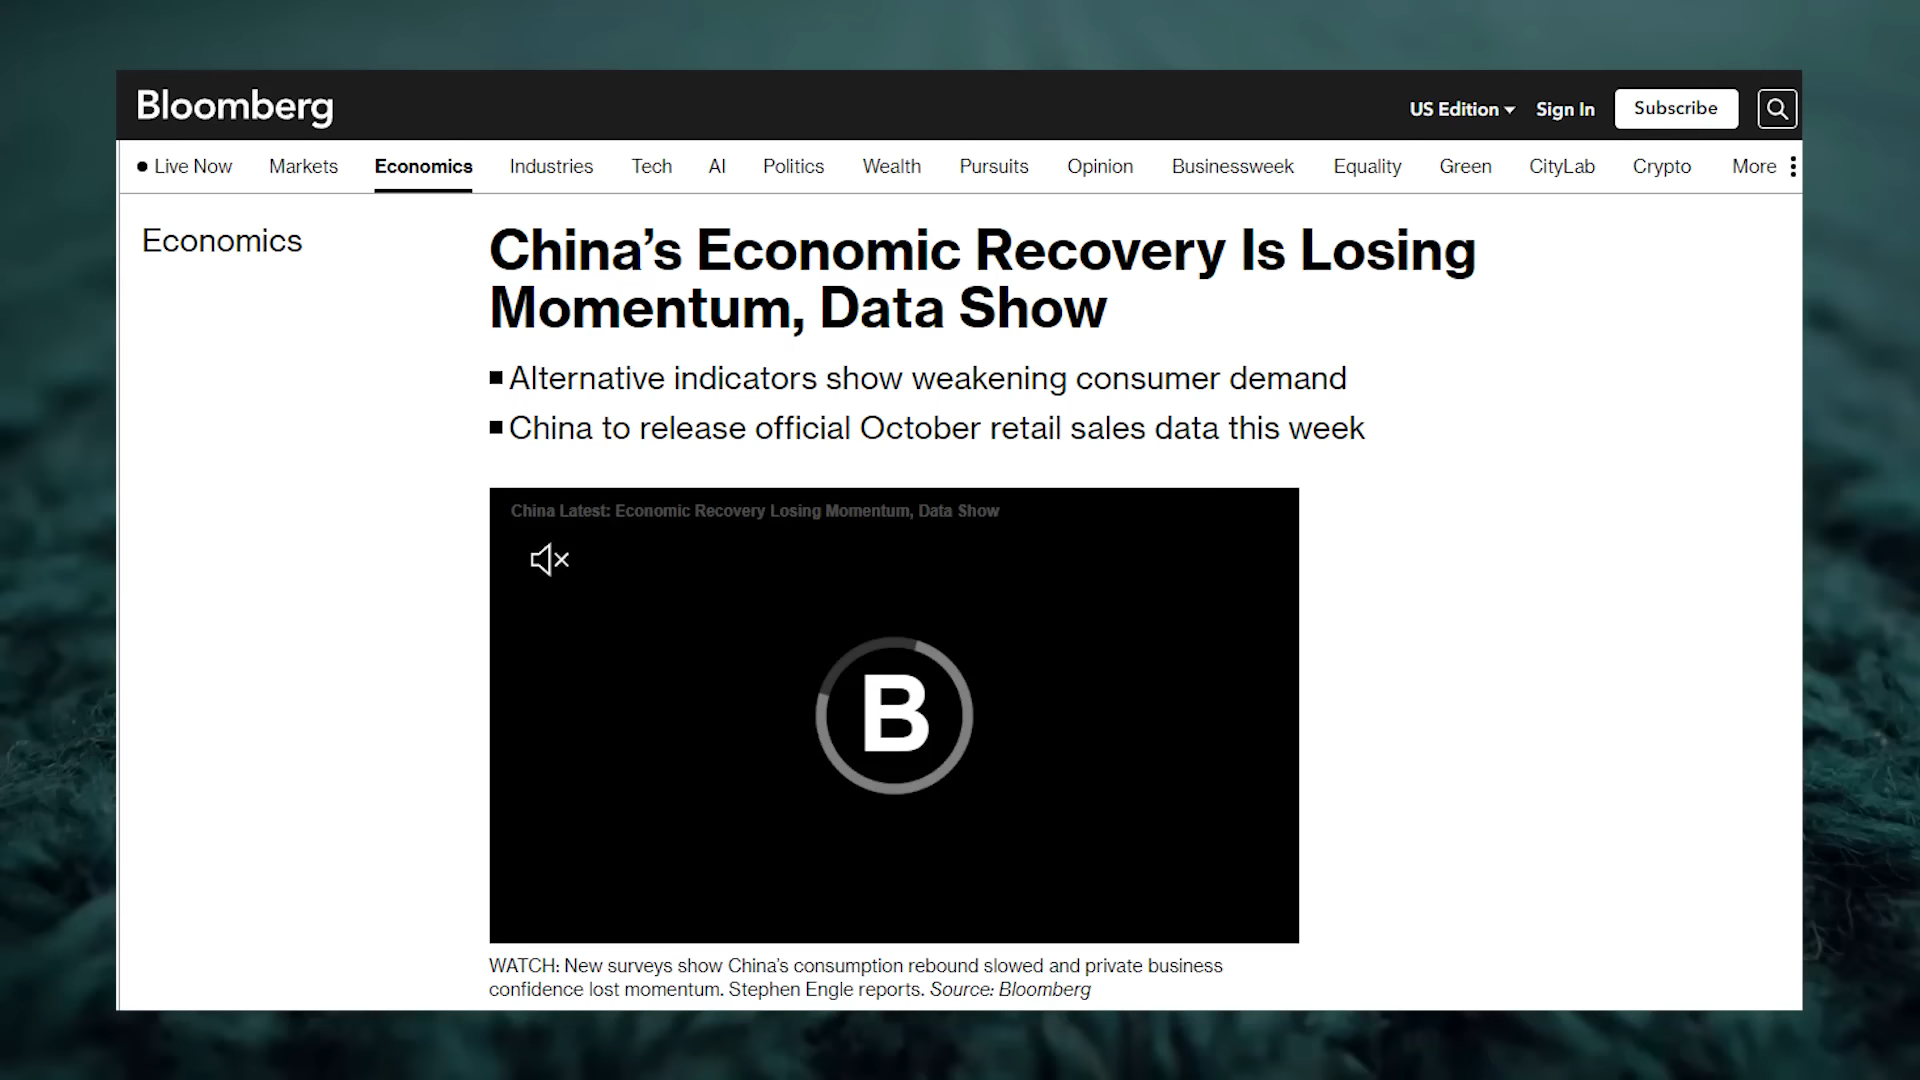 Bloomberg
US Edition
Sign In
Subscribe
Live Now
Markets
Economics
Industries
Tech
AI
Politics
Wealth
Pursuits
Opinion
Businessweek
Equality
Green
CityLab
Crypto
More
Economics
China’s Economic Recovery Is Losing
Momentum, Data Show
Alternative indicators show weakening consumer demand
China to release official October retail sales data this week
China Latest: Economic Recovery Losing Momentum, Data Show
B
WATCH: New surveys show China’s consumption rebound slowed and private business
confidence lost momentum. Stephen Engle reports. Source: Bloomberg